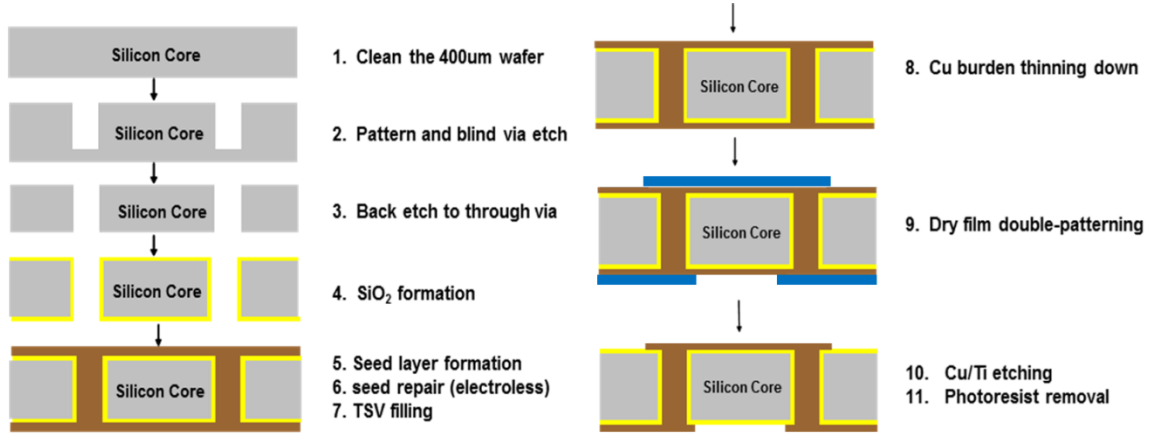 Silicon Core
1. Clean the 400um wafer
Silicon Core
2. Pattern and blind via etch
Silicon Core
3. Back etch to through via
Silicon Core
4. SiO₂ formation
Silicon Core
5. Seed layer formation
6. seed repair (electroless)
7. TSV filling
Silicon Core
8. Cu burden thinning down
Silicon Core
9. Dry film double-patterning
Silicon Core
10. Cu/Ti etching
11. Photoresist removal